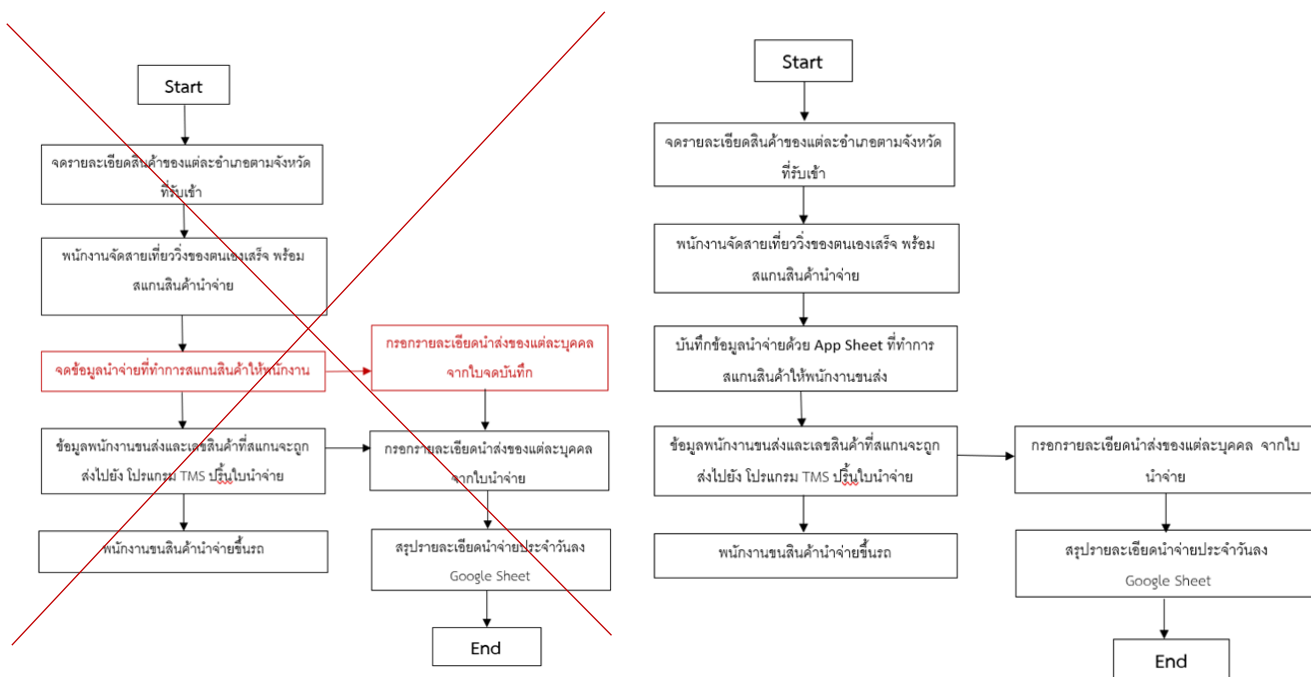 Start
จดรายละเอียดสินค้าของแต่ละอำเภอตามจังหวัด
ที่รับเข้า
พนักงานจัดสายเที่ยววิ่งของตนเองเสร็จ พร้อม
สแกนสินค้านำจ่าย
จดข้อมูลนำจ่ายที่ทำการสแกนสินค้าให้พนักงาน
กรอกรายละเอียดนำส่งของแต่ละบุคคล
จากใบจดบันทึก
ข้อมูลพนักงานขนส่งและเลขสินค้าที่สแกนจะถูก
ส่งไปยัง โปรแกรม TMS ปริ้นใบนำจ่าย
กรอกรายละเอียดนำส่งของแต่ละบุคคล
จากใบนำจ่าย
พนักงานขนสินค้านำจ่ายขึ้นรถ
สรุปรายละเอียดนำจ่ายประจำวันลง
Google Sheet
End
Start
จดรายละเอียดสินค้าของแต่ละอำเภอตามจังหวัด
ที่รับเข้า
พนักงานจัดสายเที่ยววิ่งของตนเองเสร็จ พร้อม
สแกนสินค้านำจ่าย
บันทึกข้อมูลนำจ่ายด้วย App Sheet ที่ทำการ
สแกนสินค้าให้พนักงานขนส่ง
ข้อมูลพนักงานขนส่งและเลขสินค้าที่สแกนจะถูก
ส่งไปยัง โปรแกรม TMS ปริ้นใบนำจ่าย
กรอกรายละเอียดนำส่งของแต่ละบุคคล จากใบ
นำจ่าย
พนักงานขนสินค้านำจ่ายขึ้นรถ
สรุปรายละเอียดนำจ่ายประจำวันลง
Google Sheet
End